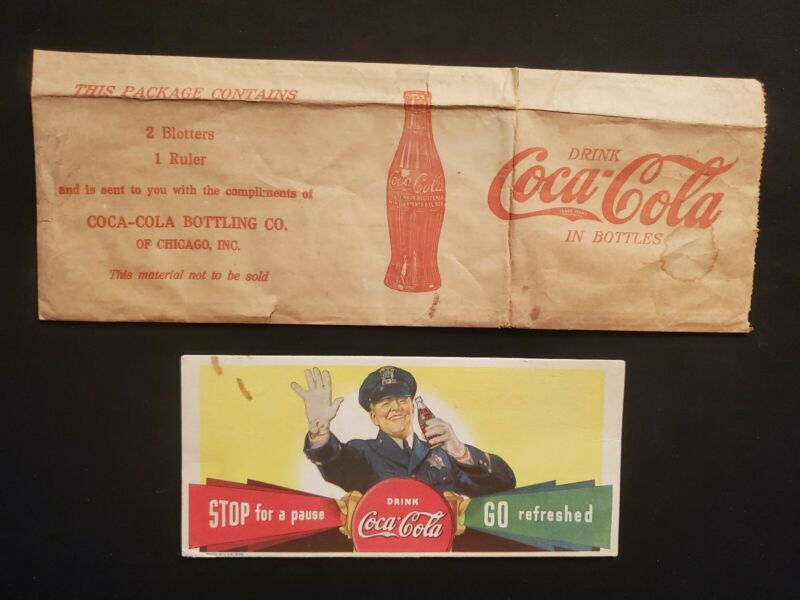 THIS PACKAGE CONTAINS
2 Blotters
1 Ruler
and is sent to you with the compliments of
COCA-COLA BOTTLING CO.
OF CHICAGO, INC.
This material not to be sold
Coca-Cola
DRINK
Coca-Cola
IN BOTTLES
STOP for a pause
DRINK
Coca-Cola
GO refreshed